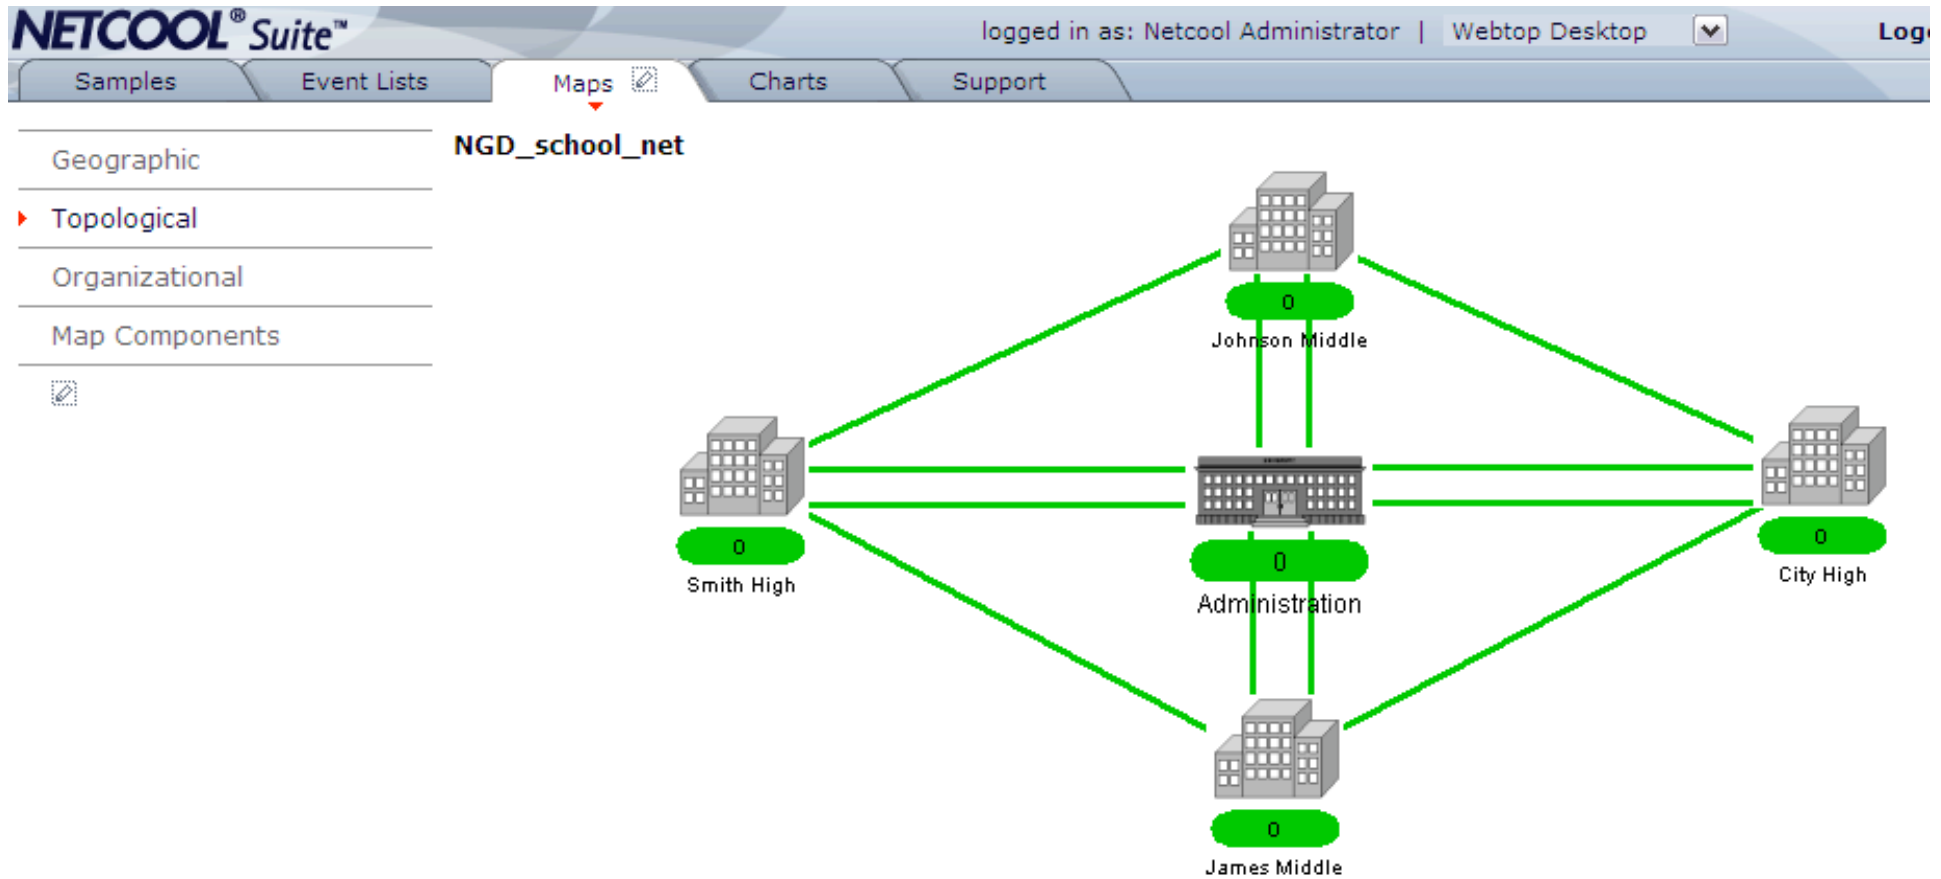 NETCOOL® Suite™
logged in as: Netcool Administrator | Webtop Desktop
Samples Event Lists Maps Charts Support
NGD_school_net
Geographic
Topological
Organizational
Map Components
0
Johnson Middle
0
Smith High
0
Administration
0
City High
0
James Middle